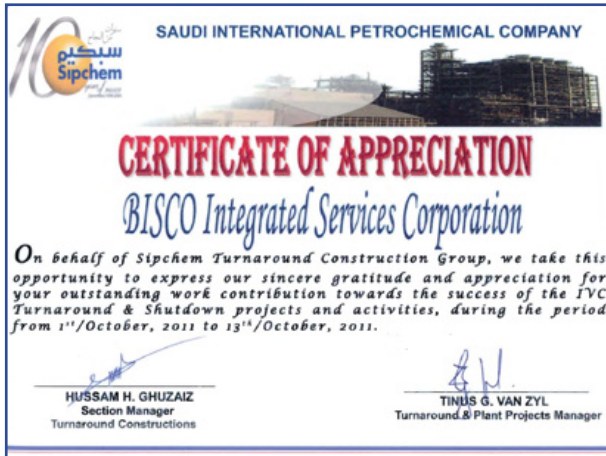 10
سبكيم
Sipchem
SAUDI INTERNATIONAL PETROCHEMICAL COMPANY
CERTIFICATE OF APPRECIATION
BISCO Integrated Services Corporation
On behalf of Sipchem Turnaround Construction Group, we take this
opportunity to express our sincere gratitude and appreciation for
your outstanding work contribution towards the success of the IVC
Turnaround & Shutdown projects and activities, during the period
from 1st/October, 2011 to 13th/October, 2011.
HUSSAM H. GHUZAIZ
Section Manager
Turnaround Constructions
TINUS G. VAN ZYL
Turnaround & Plant Projects Manager